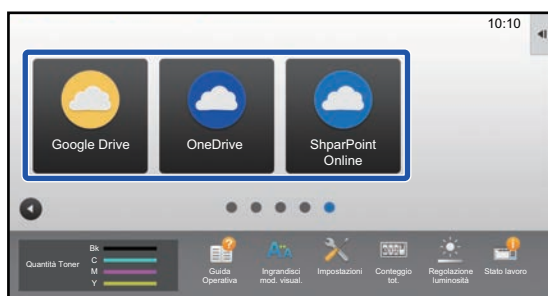 10:10
Google Drive
OneDrive
ShparPoint
Online
Quantità Toner
Bk
C
M
Y
Guida
Operativa
Ingrandisci
mod. visual.
Impostazioni
Conteggio
tot.
Regolazione
luminosità
Stato lavoro